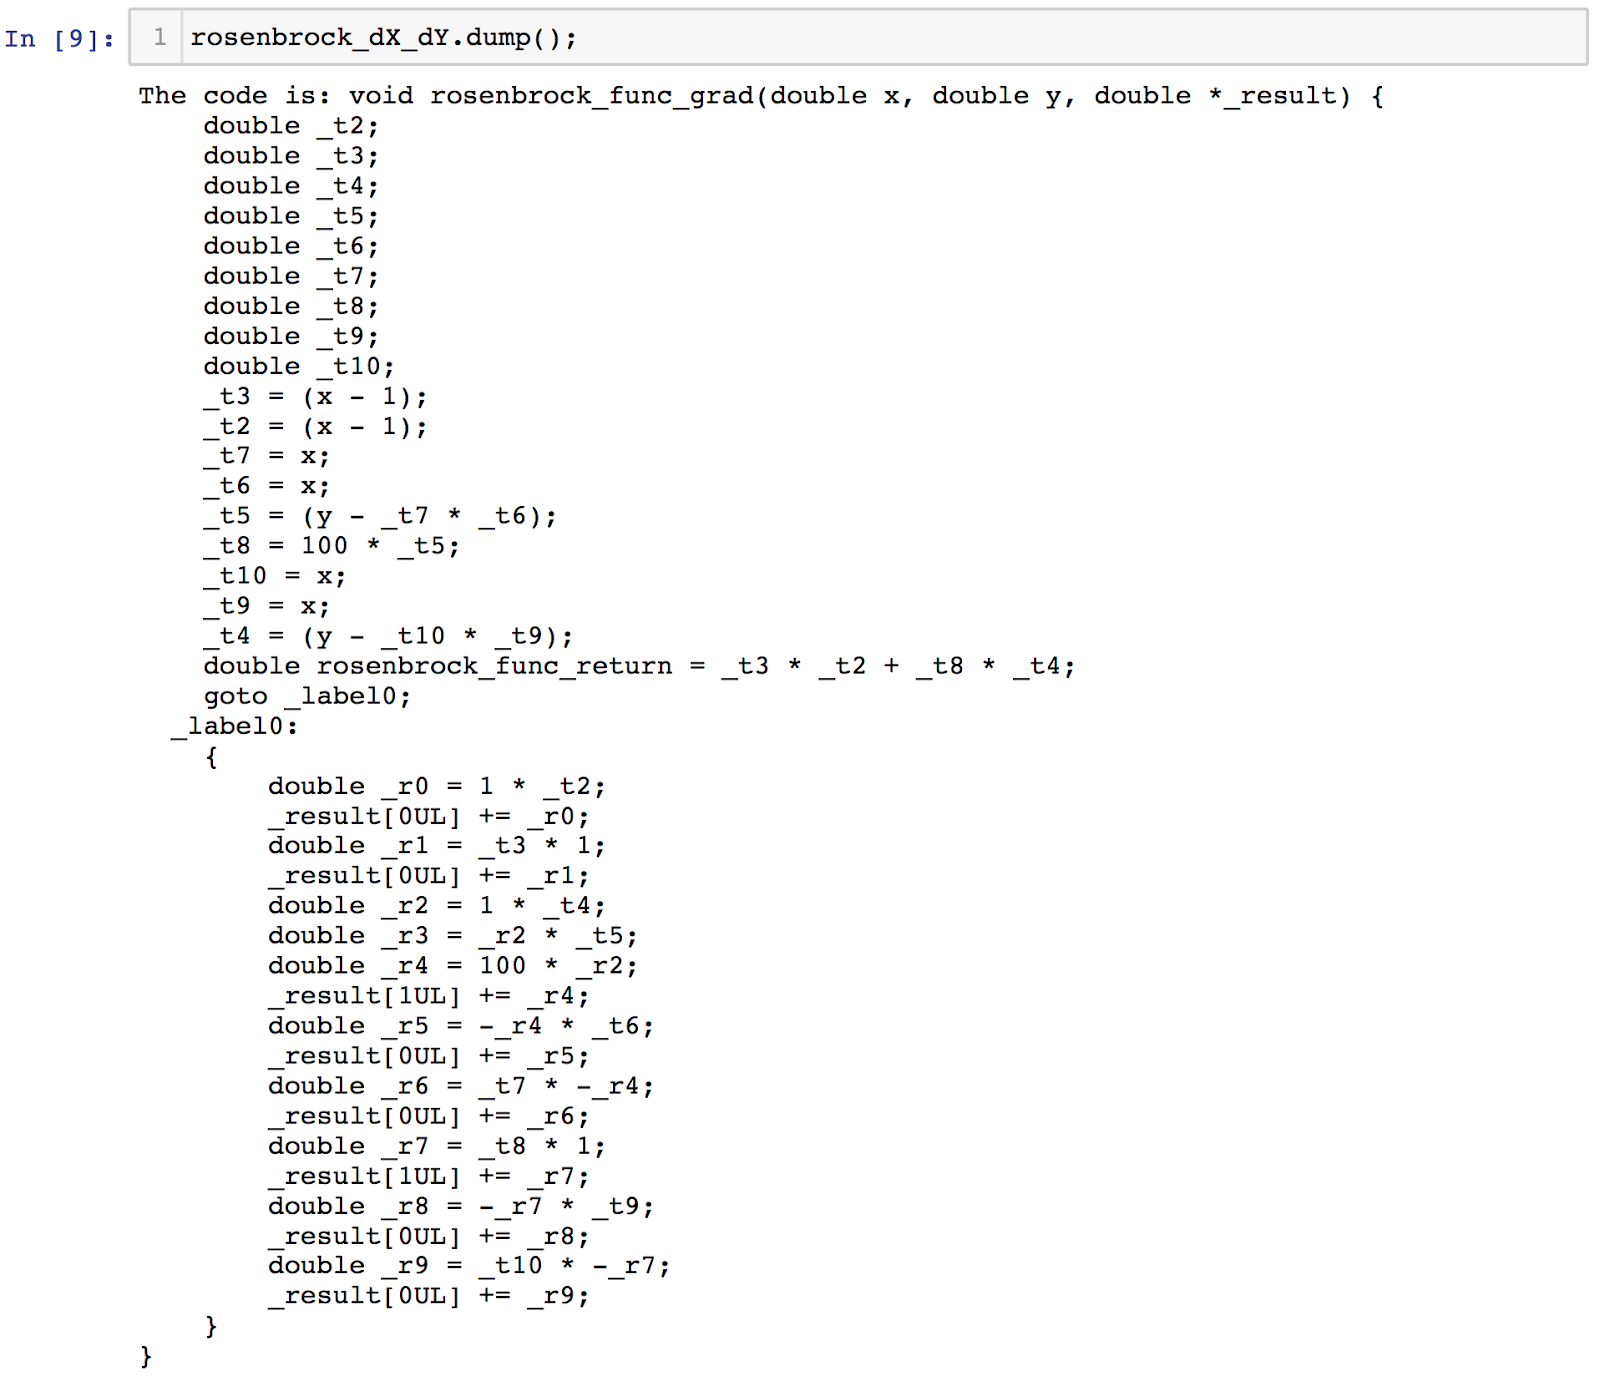 In [9]: 1 rosenbrock_dX_dY.dump();
The code is: void rosenbrock_func_grad(double x, double y, double *_result) {
    double _t2;
    double _t3;
    double _t4;
    double _t5;
    double _t6;
    double _t7;
    double _t8;
    double _t9;
    double _t10;
    _t3 = (x - 1);
    _t2 = (x - 1);
    _t7 = x;
    _t6 = x;
    _t5 = (y - _t7 * _t6);
    _t8 = 100 * _t5;
    _t10 = x;
    _t9 = x;
    _t4 = (y - _t10 * _t9);
    double rosenbrock_func_return = _t3 * _t2 + _t8 * _t4;
    goto _label0;
  _label0:
    {
        double _r0 = 1 * _t2;
        _result[0UL] += _r0;
        double _r1 = _t3 * 1;
        _result[0UL] += _r1;
        double _r2 = 1 * _t4;
        double _r3 = _r2 * _t5;
        double _r4 = 100 * _r2;
        _result[1UL] += _r4;
        double _r5 = -_r4 * _t6;
        _result[0UL] += _r5;
        double _r6 = _t7 * -_r4;
        _result[0UL] += _r6;
        double _r7 = _t8 * 1;
        _result[1UL] += _r7;
        double _r8 = -_r7 * _t9;
        _result[0UL] += _r8;
        double _r9 = _t10 * -_r7;
        _result[0UL] += _r9;
    }
}